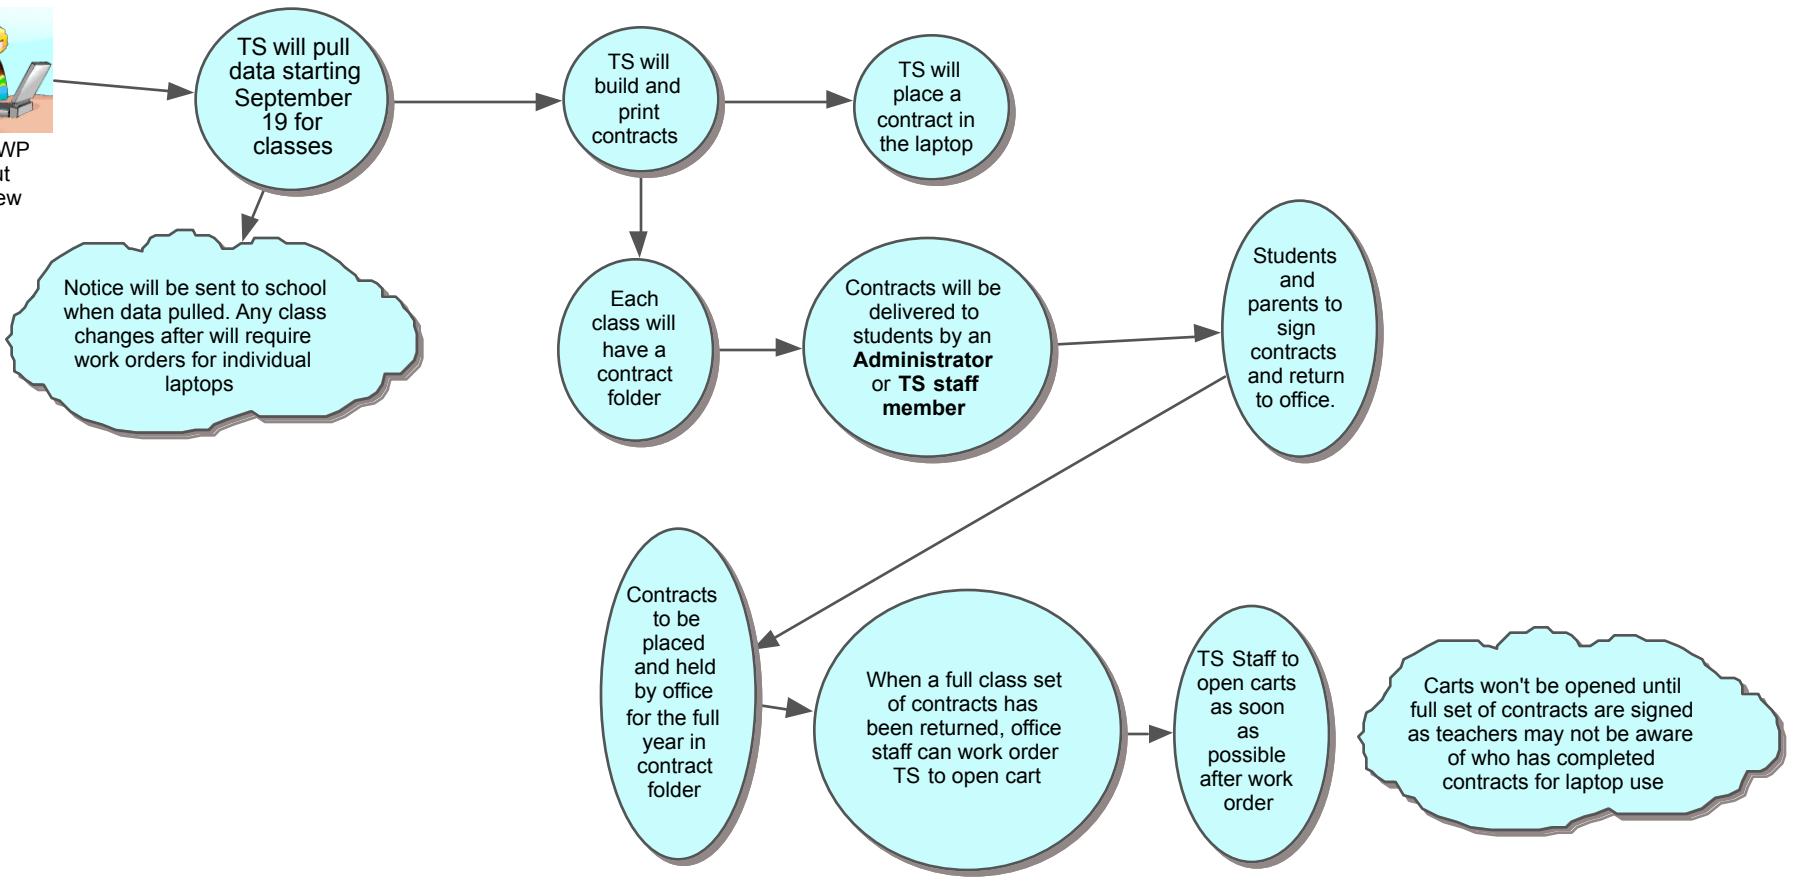 WP
TS will pull
data starting
September
19 for
classes
TS will
build and
print
contracts
TS will
place a
contract in
the laptop
Notice will be sent to school
when data pulled. Any class
changes after will require
work orders for individual
laptops
Each
class will
have a
contract
folder
Contracts will be
delivered to
students by an
Administrator
or TS staff
member
Students
and
parents to
sign
contracts
and return
to office.
Contracts
to be
placed
and held
by office
for the full
year in
contract
folder
When a full class set
of contracts has
been returned, office
staff can work order
TS to open cart
TS Staff to
open carts
as soon
as
possible
after work
order
Carts won't be opened until
full set of contracts are signed
as teachers may not be aware
of who has completed
contracts for laptop use